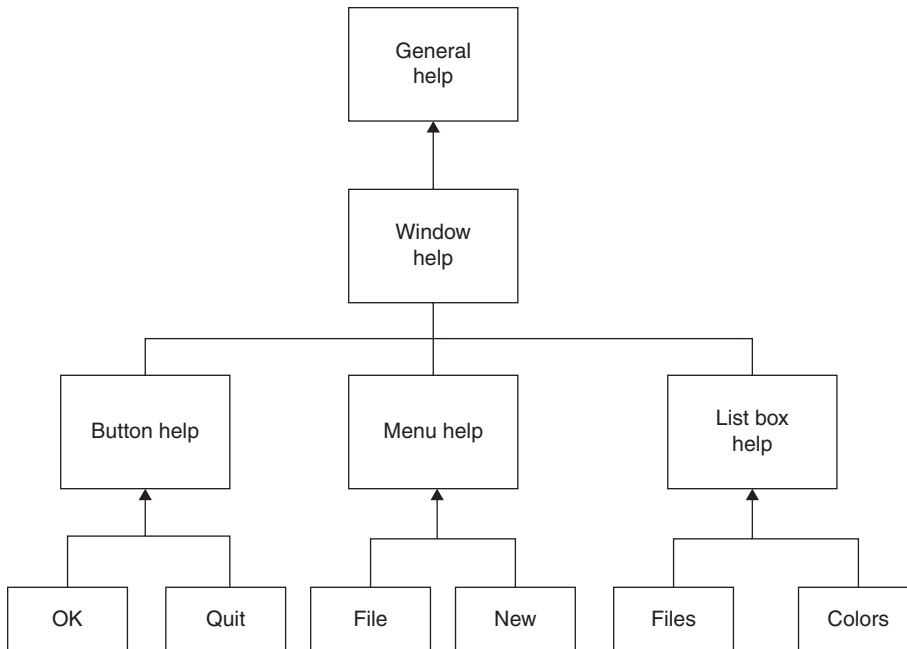 General
help
Window
help
Button help
Menu help
List box
help
OK
Quit
File
New
Files
Colors